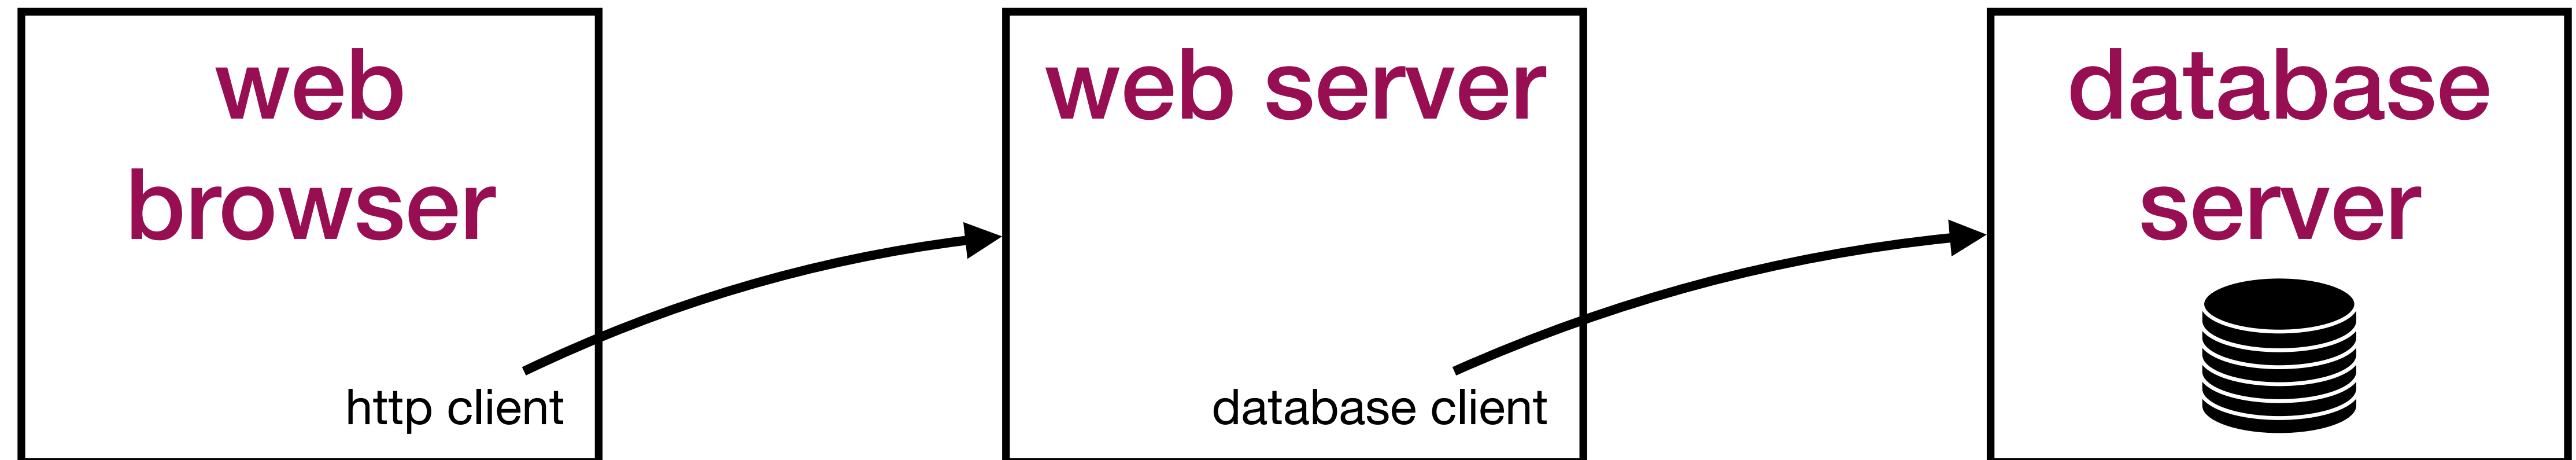 web
browser
http client
web server
database client
database
server